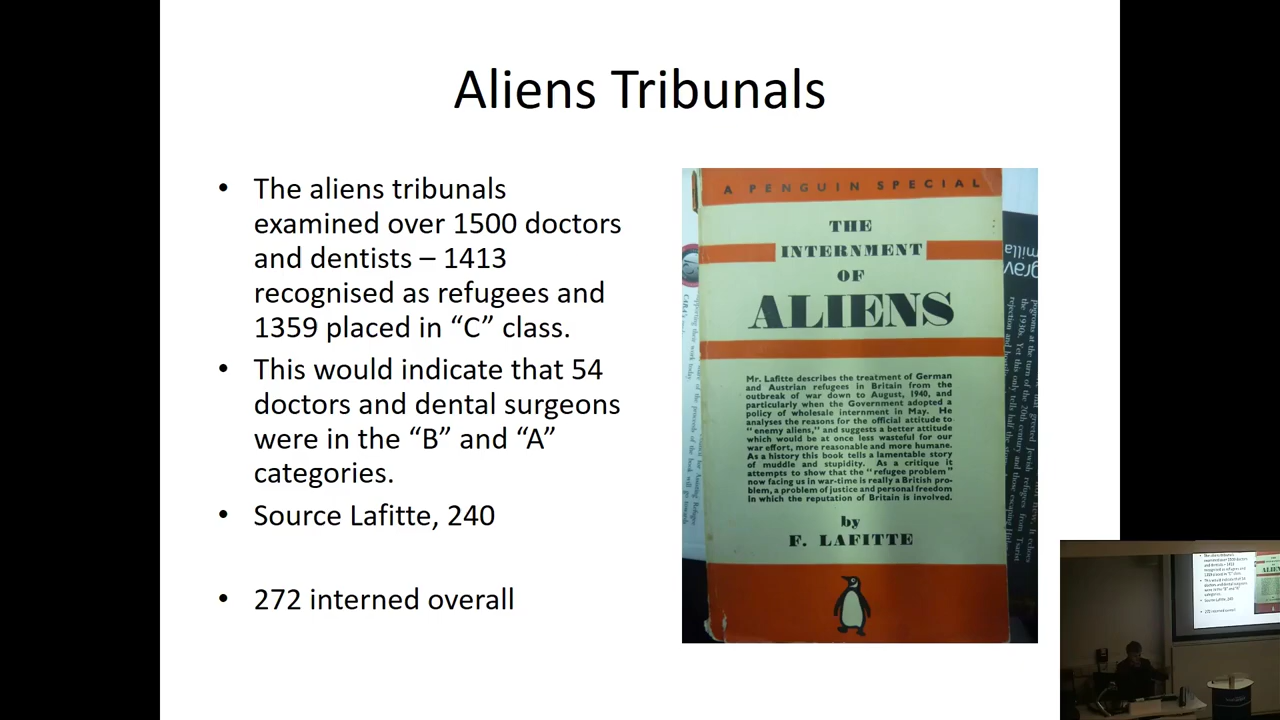 Aliens Tribunals
• The aliens tribunals
examined over 1500 doctors
and dentists – 1413
recognised as refugees and
1359 placed in “C” class.
• This would indicate that 54
doctors and dental surgeons
were in the “B” and “A”
categories.
• Source Lafitte, 240
• 272 interned overall
A PENGUIN SPECIAL
THE
INTERNMENT
OF
ALIENS
Mr. Lafitte describes the treatment of German
and Austrian refugees in Britain from the
outbreak of war down to August, 1940, and
particularly when the Government adopted a
policy of wholesale internment in May. He
analyses the reasons for the official attitude to
“enemy aliens,” and suggests a better attitude
which would be at once less wasteful for our
war effort, more reasonable and more humane.
As a history this book tells a lamentable story
of muddle and stupidity. As a critique it
attempts to show that the “refugee problem”
now facing us in war-time is really a British pro-
blem, a problem of justice and personal freedom
in which the reputation of Britain is involved.
by
F. LAFITTE